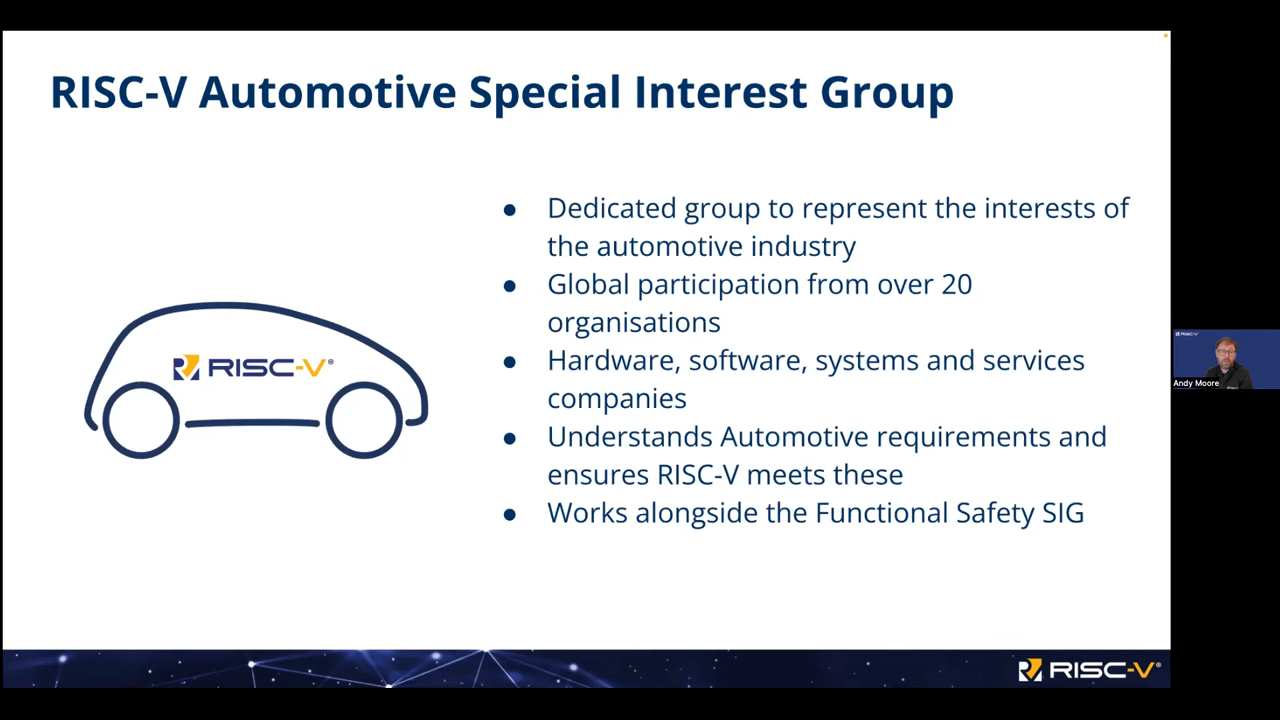 RISC-V Automotive Special Interest Group
● Dedicated group to represent the interests of
the automotive industry
● Global participation from over 20
organisations
● Hardware, software, systems and services
companies
● Understands Automotive requirements and
ensures RISC-V meets these
● Works alongside the Functional Safety SIG
RISC-V®
RISC-V
Andy Moore
RISC-V®